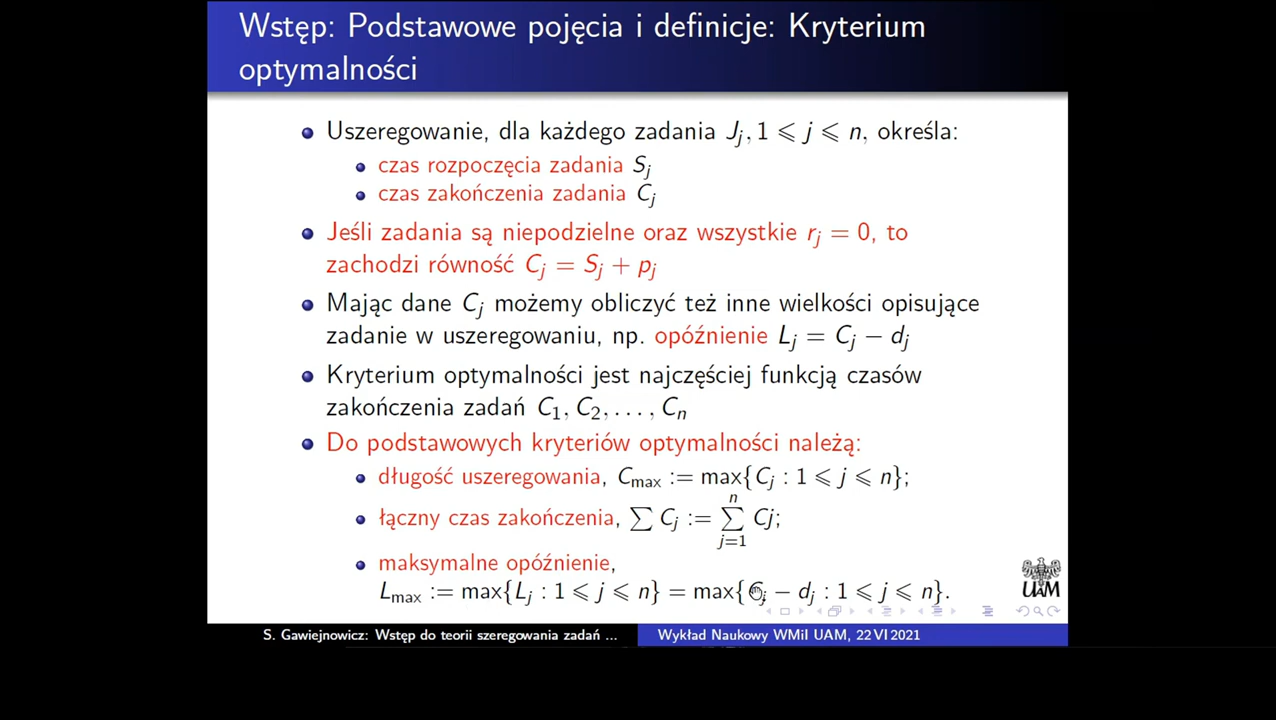 Wstęp: Podstawowe pojęcia i definicje: Kryterium
optymalności
Uszeregowanie, dla każdego zadania J_j, 1 ⩽ j ⩽ n, określa:
czas rozpoczęcia zadania S_j
czas zakończenia zadania C_j
Jeśli zadania są niepodzielne oraz wszystkie r_j = 0, to
zachodzi równość C_j = S_j + p_j
Mając dane C_j możemy obliczyć też inne wielkości opisujące
zadanie w uszeregowaniu, np. opóźnienie L_j = C_j − d_j
Kryterium optymalności jest najczęściej funkcją czasów
zakończenia zadań C_1, C_2, . . . , C_n
Do podstawowych kryteriów optymalności należą:
długość uszeregowania, C_max := max{C_j : 1 ⩽ j ⩽ n};
łączny czas zakończenia, ∑ C_j := ∑_{j=1}^{n} Cj;
maksymalne opóźnienie,
L_max := max{L_j : 1 ⩽ j ⩽ n} = max{C_j − d_j : 1 ⩽ j ⩽ n}.
UAM
S. Gawiejnowicz: Wstęp do teorii szeregowania zadań ...
Wykład Naukowy WMiI UAM, 22 VI 2021